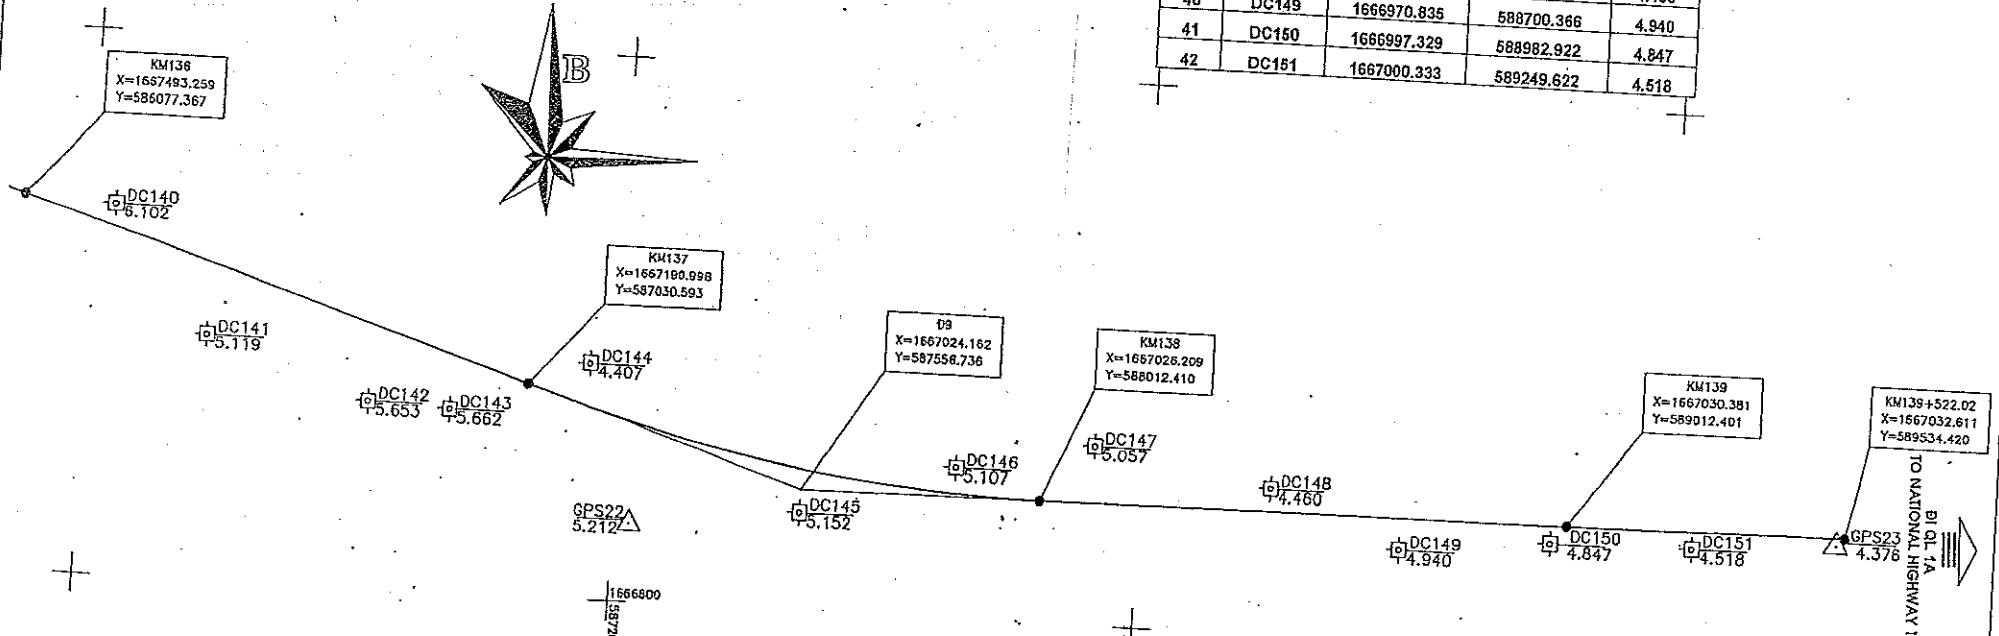 DC149 1666970.835 588700.366 4.940
41 DC150 1666997.329 588982.922 4.847
42 DC151 1667000.333 589249.622 4.518
B
KM136
X=1667493.259
Y=586077.367
DC140
6.102
DC141
5.119
KM137
X=1667190.998
Y=587030.593
DC142
5.653
DC143
5.662
DC144
4.407
D9
X=1667024.162
Y=587556.736
KM138
X=1667026.209
Y=588012.410
DC145
5.152
DC146
5.107
DC147
5.057
DC148
4.460
GPS22
5.212
KM139
X=1667030.381
Y=589012.401
KM139+522.02
X=1667032.611
Y=589534.420
DC149
4.940
DC150
4.847
DC151
4.518
GPS23
4.376
ĐI QL 1A
TO NATIONAL HIGHWAY
1666800